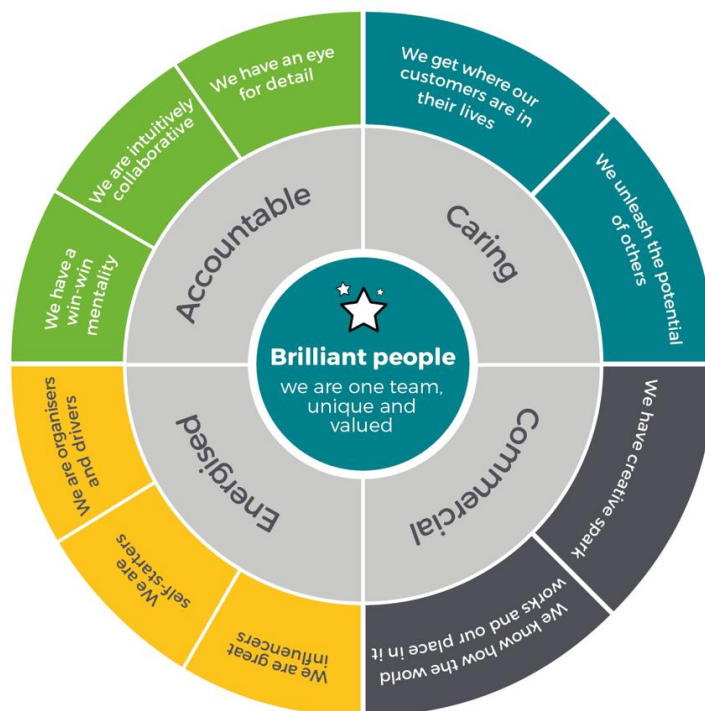 Brilliant people
we are one team,
unique and
valued
Accountable
We have a
win-win
mentality
We are intuitively
collaborative
We have an eye
for detail
Caring
We get where our
customers are in
their lives
We unleash the potential
of others
Commercial
We have creative spark
We know how the world
works and our place in it
Energised
We are great
influencers
We are
self-starters
We are organisers
and drivers